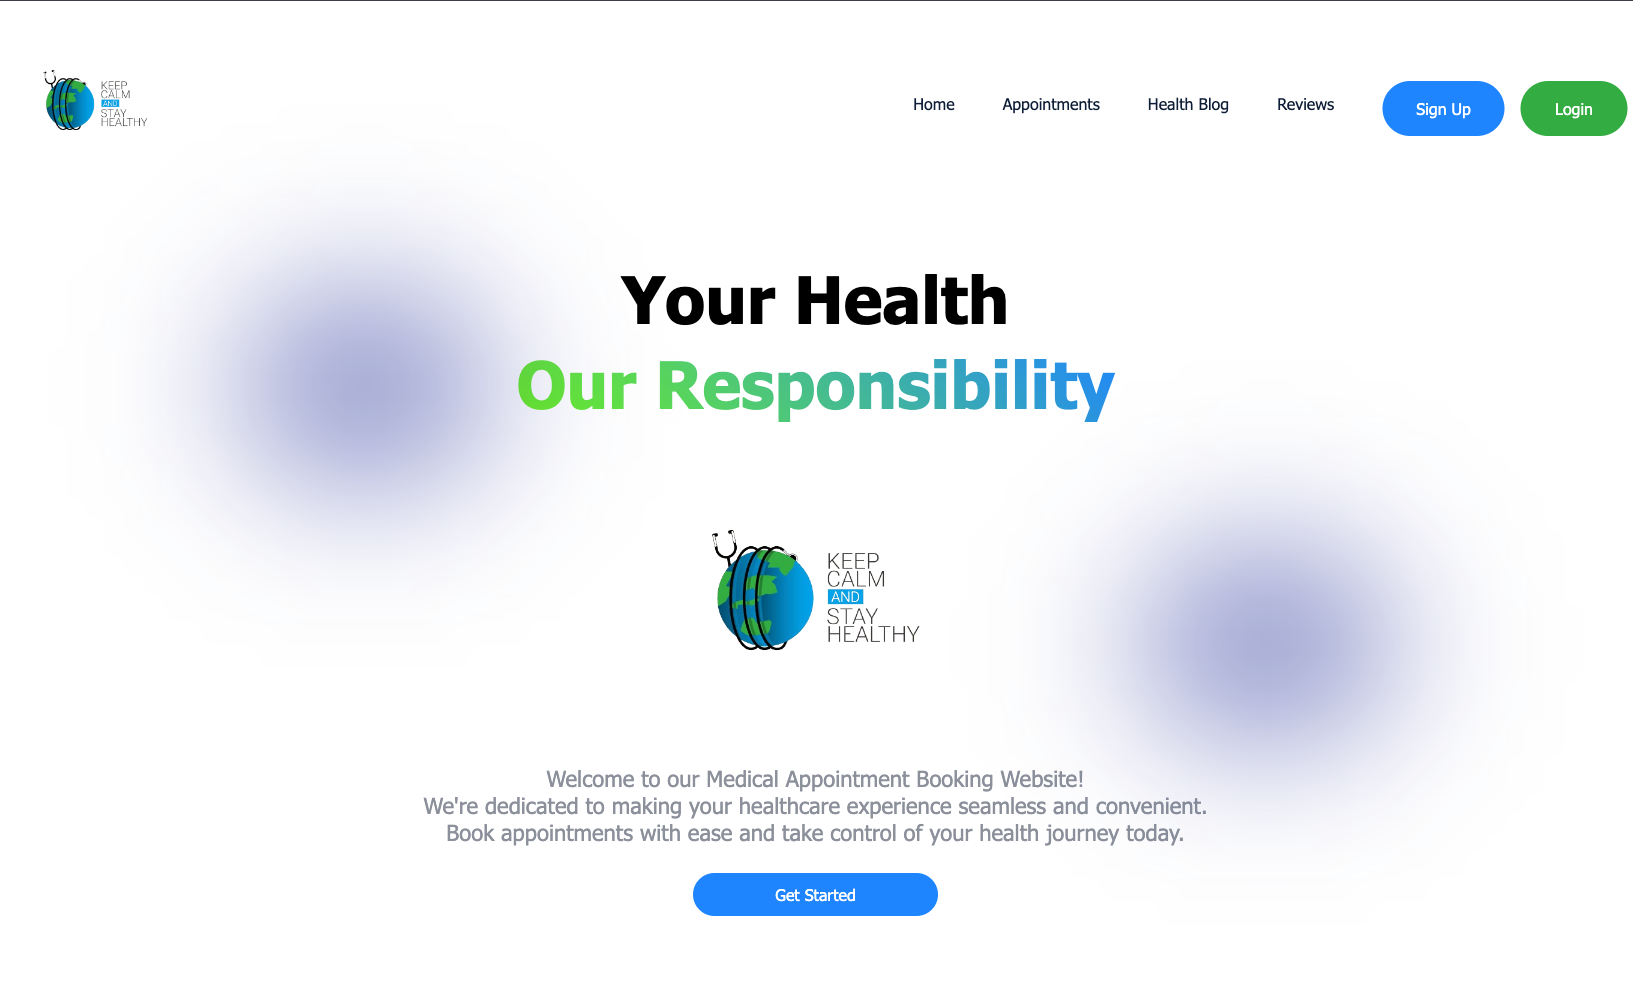 KEEP
CALM
AND
STAY
HEALTHY
Home
Appointments
Health Blog
Reviews
Sign Up
Login
Your Health
Our Responsibility
KEEP
CALM
AND
STAY
HEALTHY
Welcome to our Medical Appointment Booking Website!
We're dedicated to making your healthcare experience seamless and convenient.
Book appointments with ease and take control of your health journey today.
Get Started